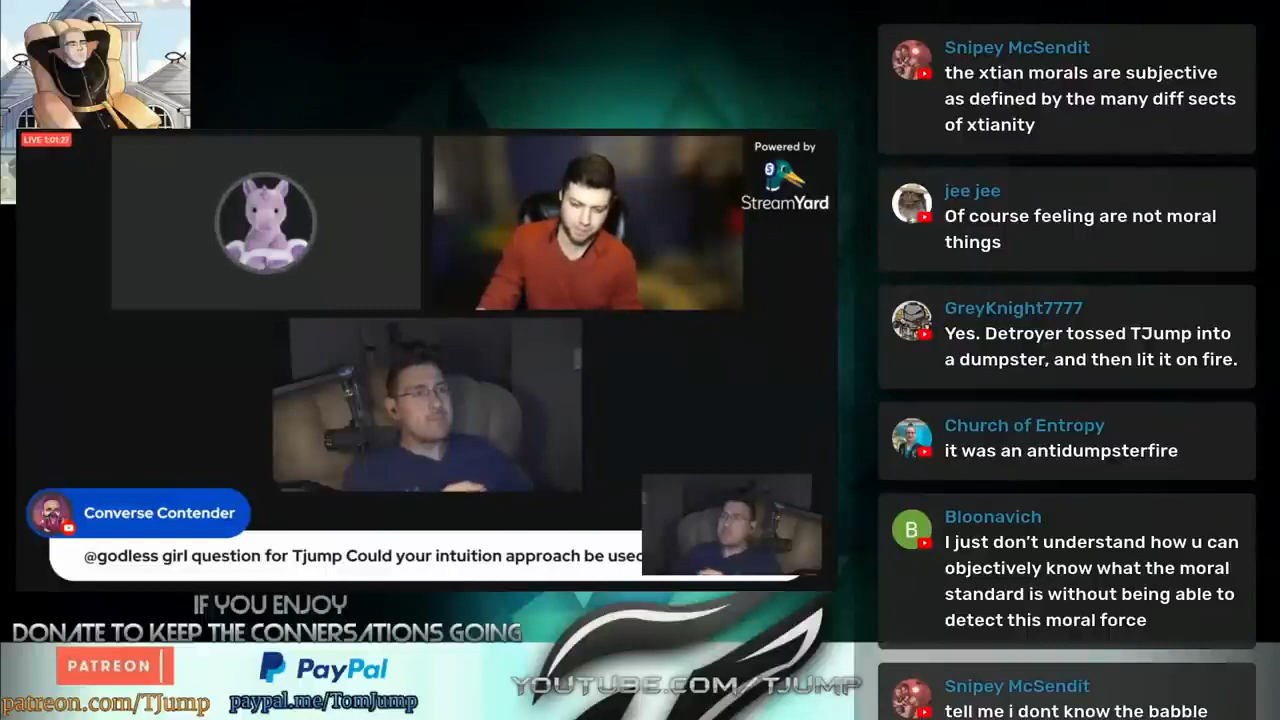 LIVE 1:01:27
Powered by
StreamYard
Converse Contender
@godless girl question for Tjump Could your intuition approach be used
IF YOU ENJOY
DONATE TO KEEP THE CONVERSATIONS GOING
PATREON
PayPal
patreon.com/TJump
paypal.me/TomJump
YOUTUBE.COM/TJUMP
Snipey McSendit
the xtian morals are subjective
as defined by the many diff sects
of xtianity
jee jee
Of course feeling are not moral
things
GreyKnight7777
Yes. Detroyer tossed TJump into
a dumpster, and then lit it on fire.
Church of Entropy
it was an antidumpsterfire
B
Bloonavich
I just don’t understand how u can
objectively know what the moral
standard is without being able to
detect this moral force
Snipey McSendit
tell me i dont know the babble